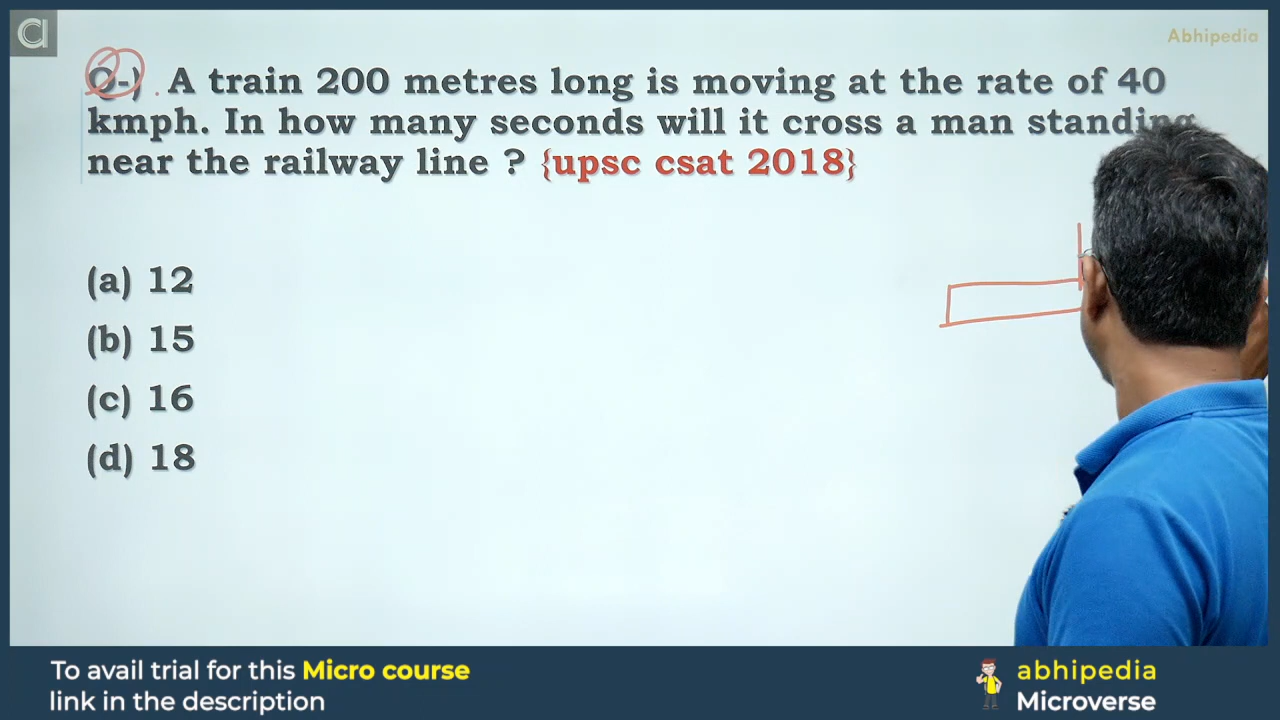 Abhipedia
Q-) . A train 200 metres long is moving at the rate of 40
kmph. In how many seconds will it cross a man standing
near the railway line ? {upsc csat 2018}
(a) 12
(b) 15
(c) 16
(d) 18
To avail trial for this Micro course
link in the description
abhipedia
Microverse